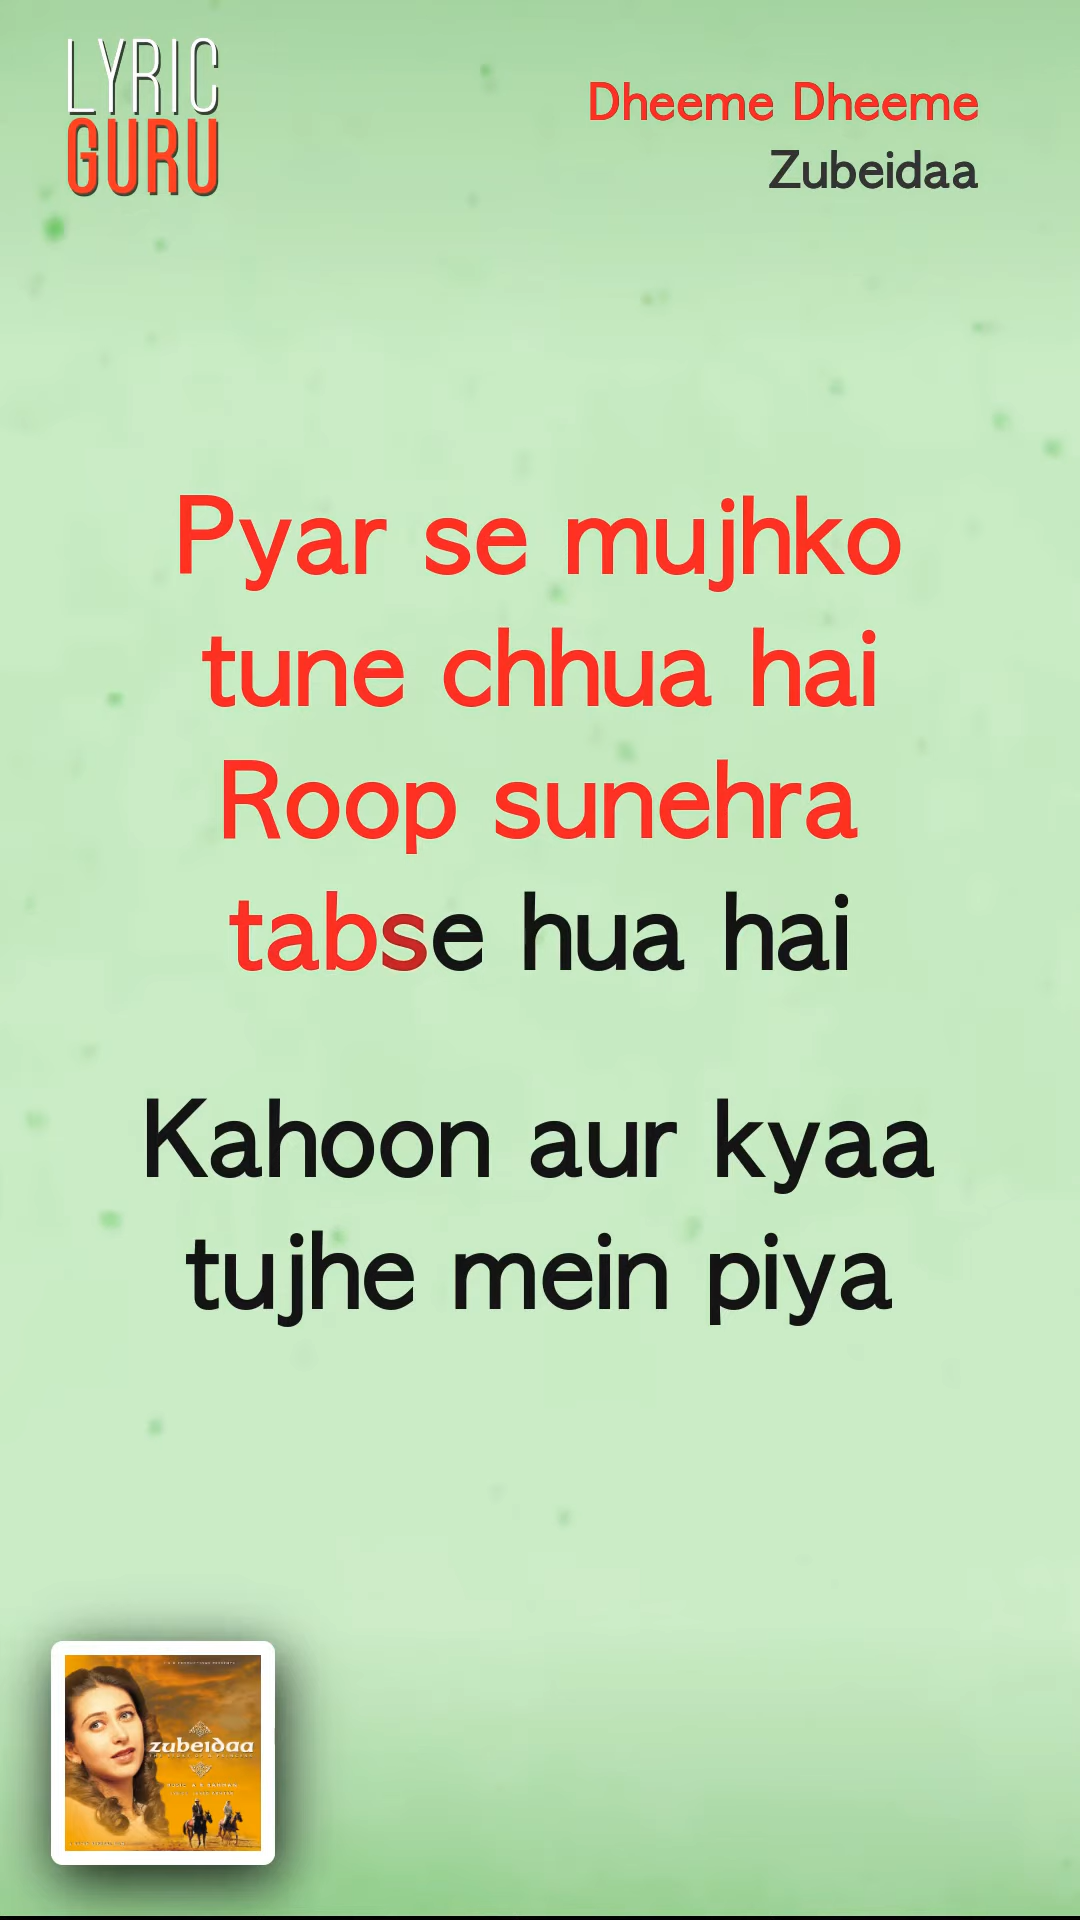 LYRIC
GURU
Dheeme Dheeme
Zubeidaa
Pyar se mujhko
tune chhua hai
Roop sunehra
tabse hua hai
Kahoon aur kyaa
tujhe mein piya
zubeidaa